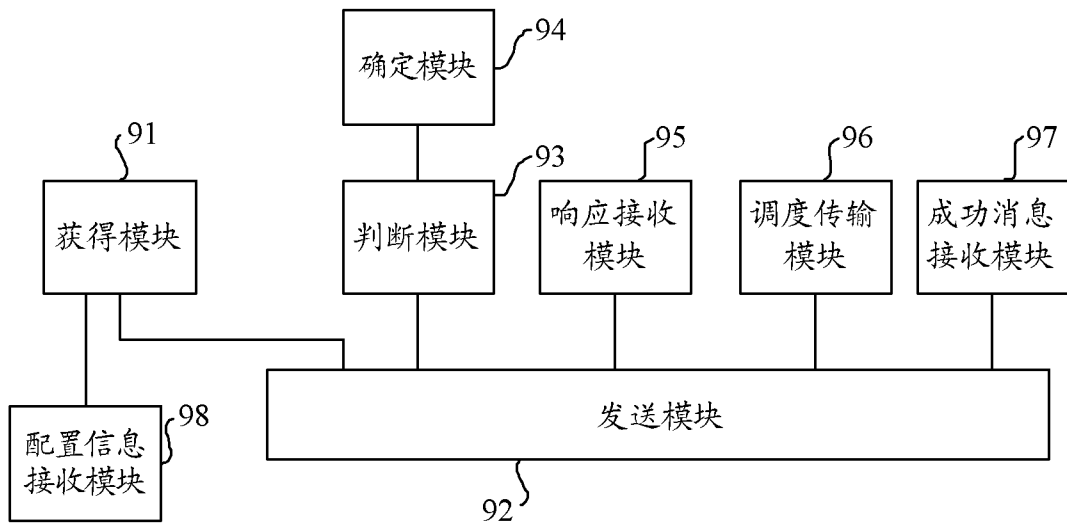 94
确定模块
91
93
95
96
97
获得模块
判断模块
响应接收
模块
调度传输
模块
成功消息
接收模块
发送模块
配置信息
接收模块
98
92